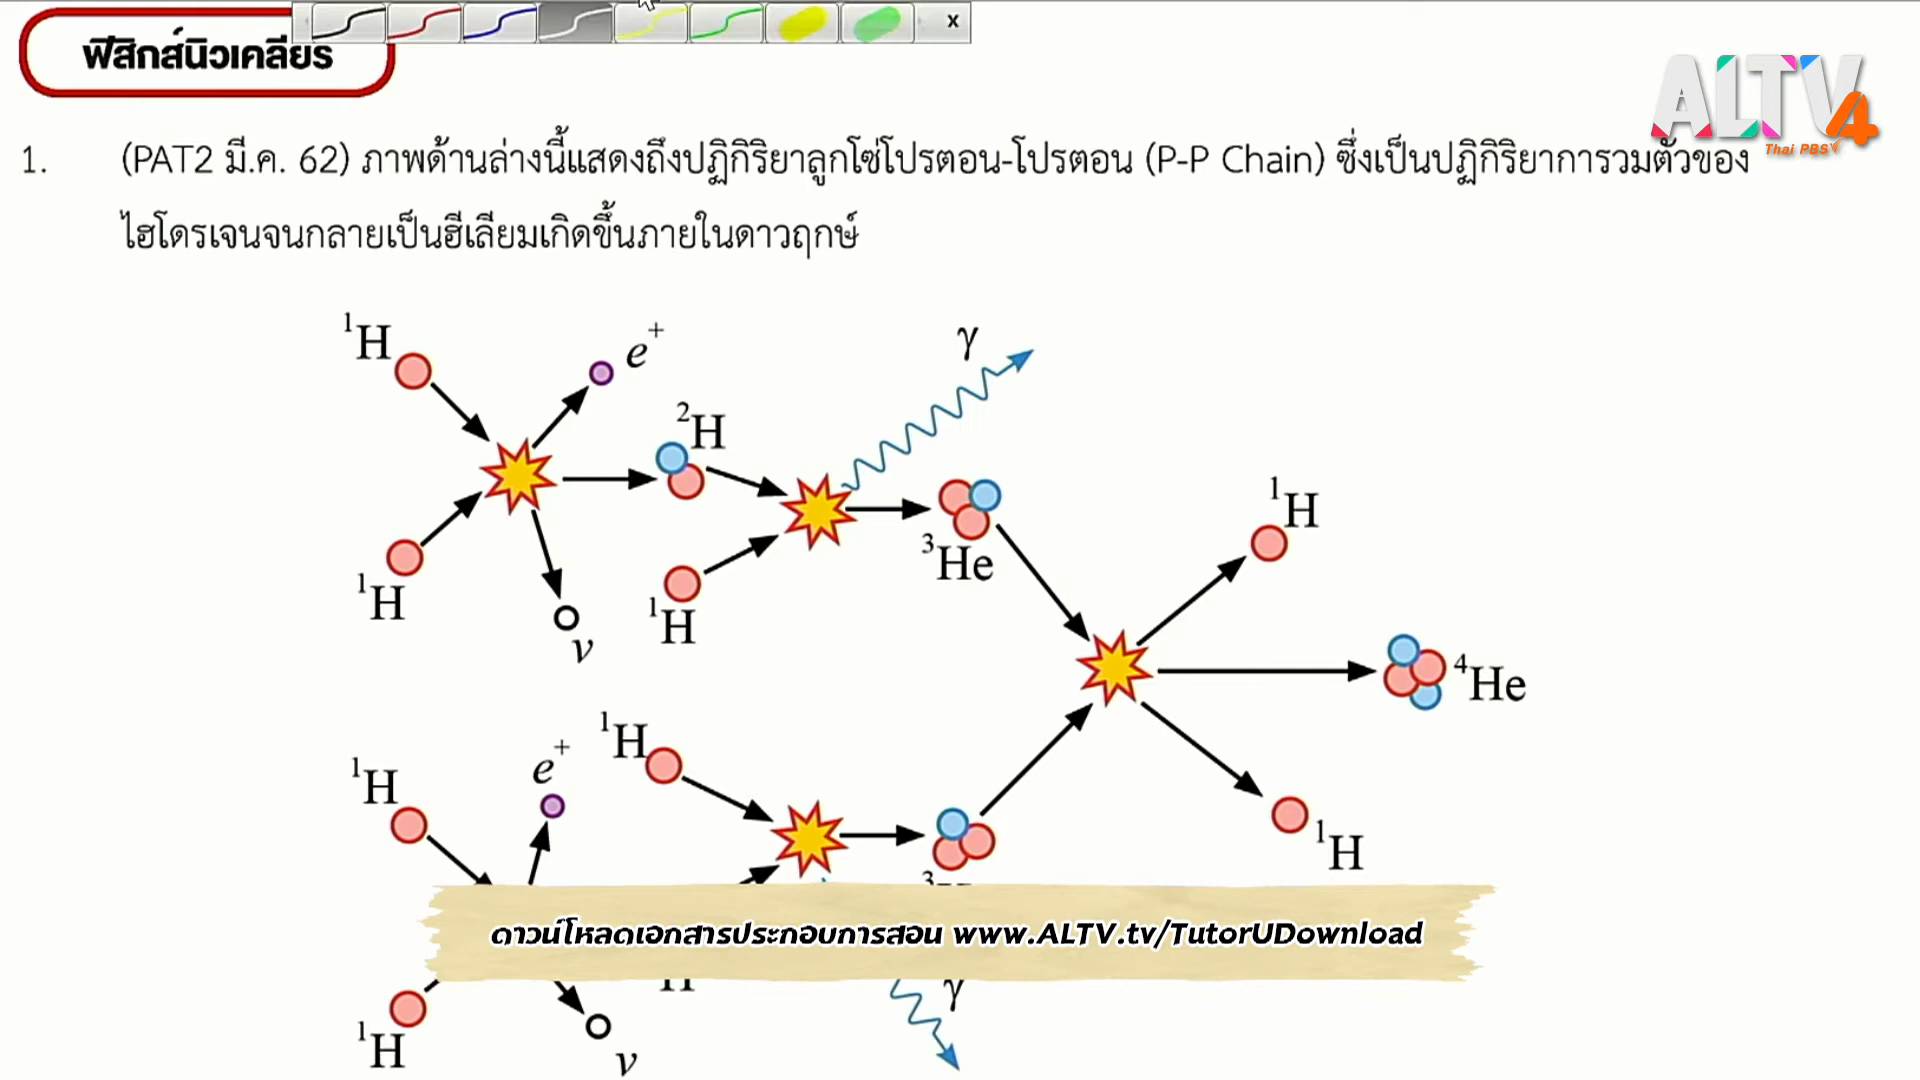 ฟิสิกส์นิวเคลียร์
x
ALTV4
Thai PBS
1. (PAT2 มี.ค. 62) ภาพด้านล่างนี้แสดงถึงปฏิกิริยาลูกโซ่โปรตอน-โปรตอน (P-P Chain) ซึ่งเป็นปฏิกิริยาการวมตัวของ
ไฮโดรเจนจนกลายเป็นฮีเลียมเกิดขึ้นภายในดาวฤกษ์
¹H
e⁺
γ
²H
¹H
³He
¹H
ν
¹H
⁴He
¹H
e⁺
¹H
¹H
ดาวน์โหลดเอกสารประกอบการสอน www.ALTV.tv/TutorUDownload
γ
¹H
ν